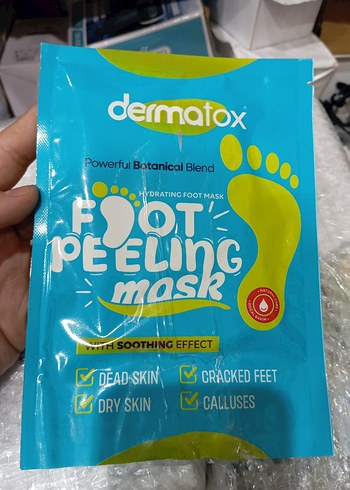 dermatox
Powerful Botanical Blend
HYDRATING FOOT MASK
FOOT
PEELING
mask
WITH SOOTHING EFFECT
DEAD SKIN
CRACKED FEET
DRY SKIN
CALLUSES